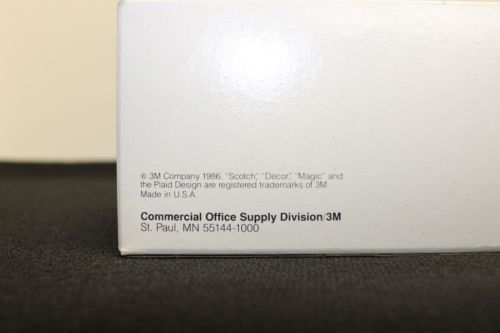 © 3M Company 1986. "Scotch," "Decor," "Magic" and
the Plaid Design are registered trademarks of 3M.
Made in U.S.A.
Commercial Office Supply Division/3M
St. Paul, MN 55144-1000